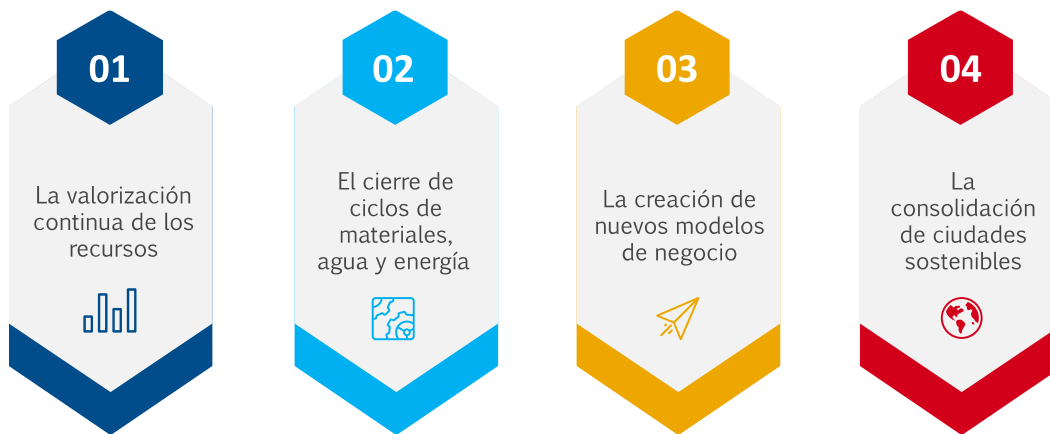 01
La valorización
continua de los
recursos
02
El cierre de
ciclos de
materiales,
agua y energía
03
La creación de
nuevos modelos
de negocio
04
La
consolidación
de ciudades
sostenibles